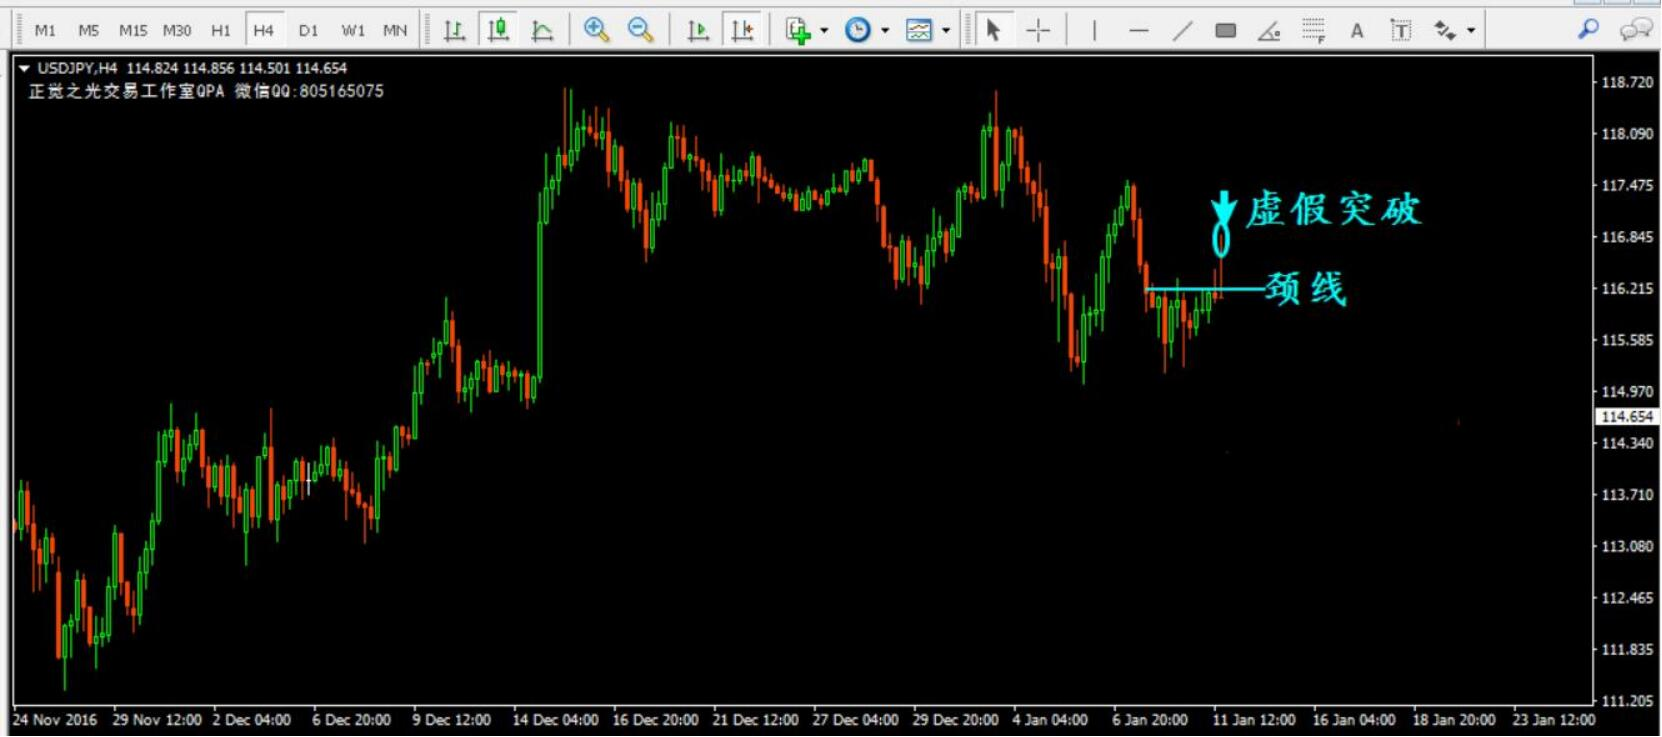 M1 M5 M15 M30 H1 H4 D1 W1 MN
A
T
F
USDJPY,H4 114.824 114.856 114.501 114.654
正觉之光交易工作室QPA 微信QQ:805165075
118.720
118.090
117.475
虚假突破
116.845
颈线
116.215
115.585
114.970
114.654
114.340
113.710
113.080
112.465
111.835
111.205
24 Nov 2016 29 Nov 12:00 2 Dec 04:00 6 Dec 20:00 9 Dec 12:00 14 Dec 04:00 16 Dec 20:00 21 Dec 12:00 27 Dec 04:00 29 Dec 20:00 4 Jan 04:00 6 Jan 20:00 11 Jan 12:00 16 Jan 04:00 18 Jan 20:00 23 Jan 12:00